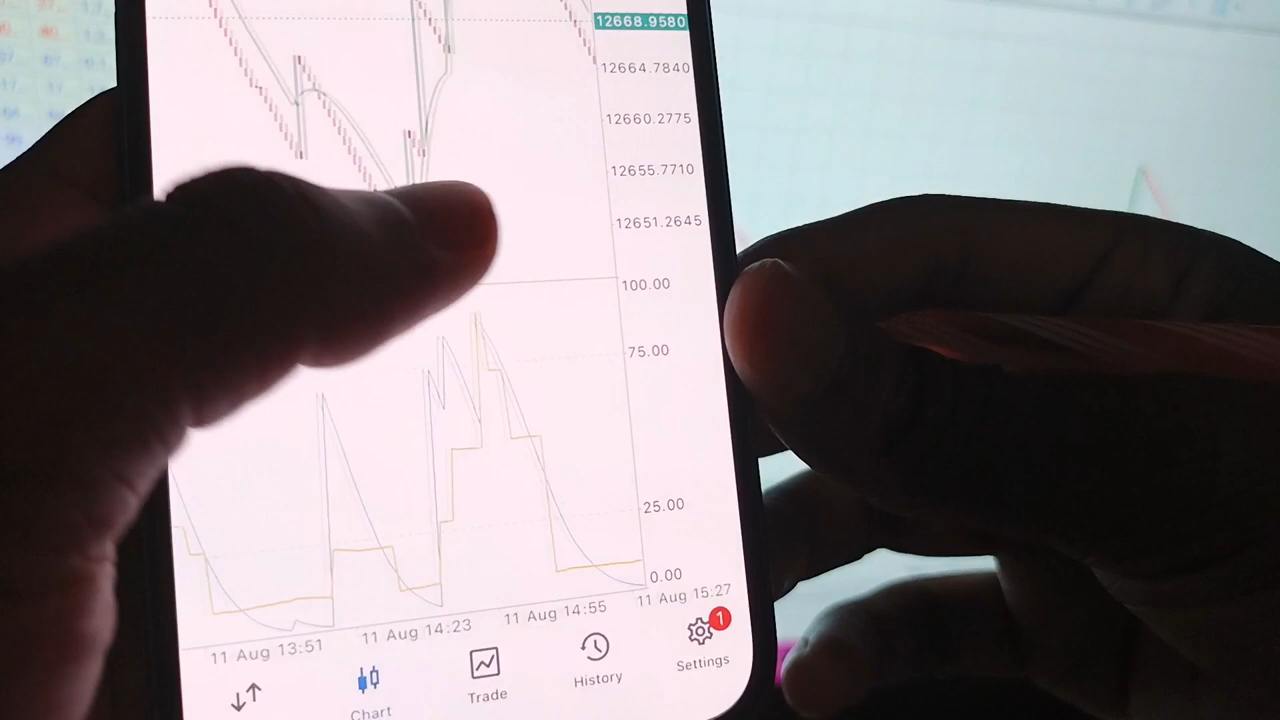 12668.9580
12664.7840
12660.2775
12655.7710
12651.2645
100.00
75.00
25.00
0.00
11 Aug 13:51
11 Aug 14:23
11 Aug 14:55
11 Aug 15:27
1
Chart
Trade
History
Settings